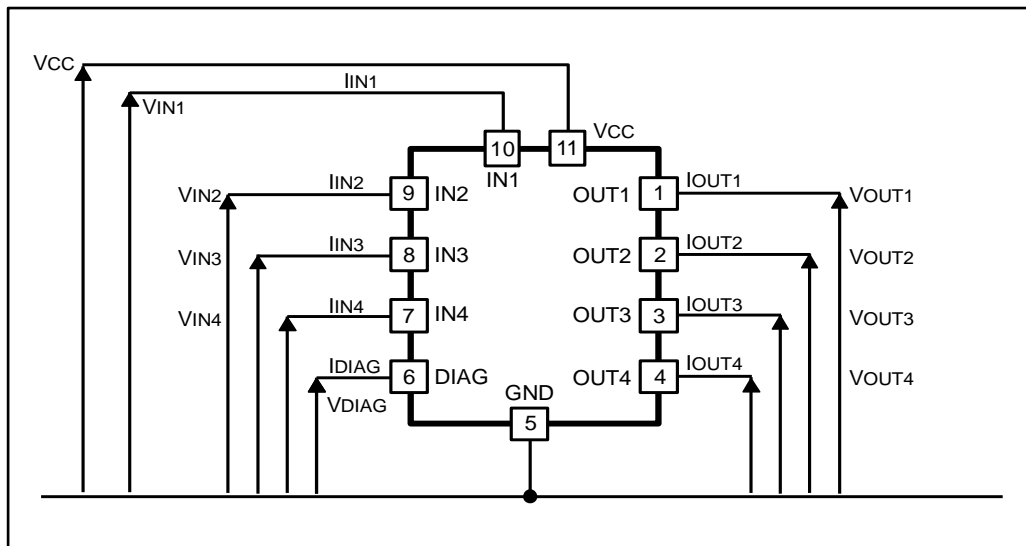 VCC
IIN1
VIN1
VCC
10
11
IN1
VIN2
IIN2
9
IN2
OUT1
1
IOUT1
VOUT1
VIN3
IIN3
8
IN3
OUT2
2
IOUT2
VOUT2
VIN4
IIN4
7
IN4
OUT3
3
IOUT3
VOUT3
IDIAG
6
DIAG
OUT4
4
IOUT4
VOUT4
VDIAG
GND
5